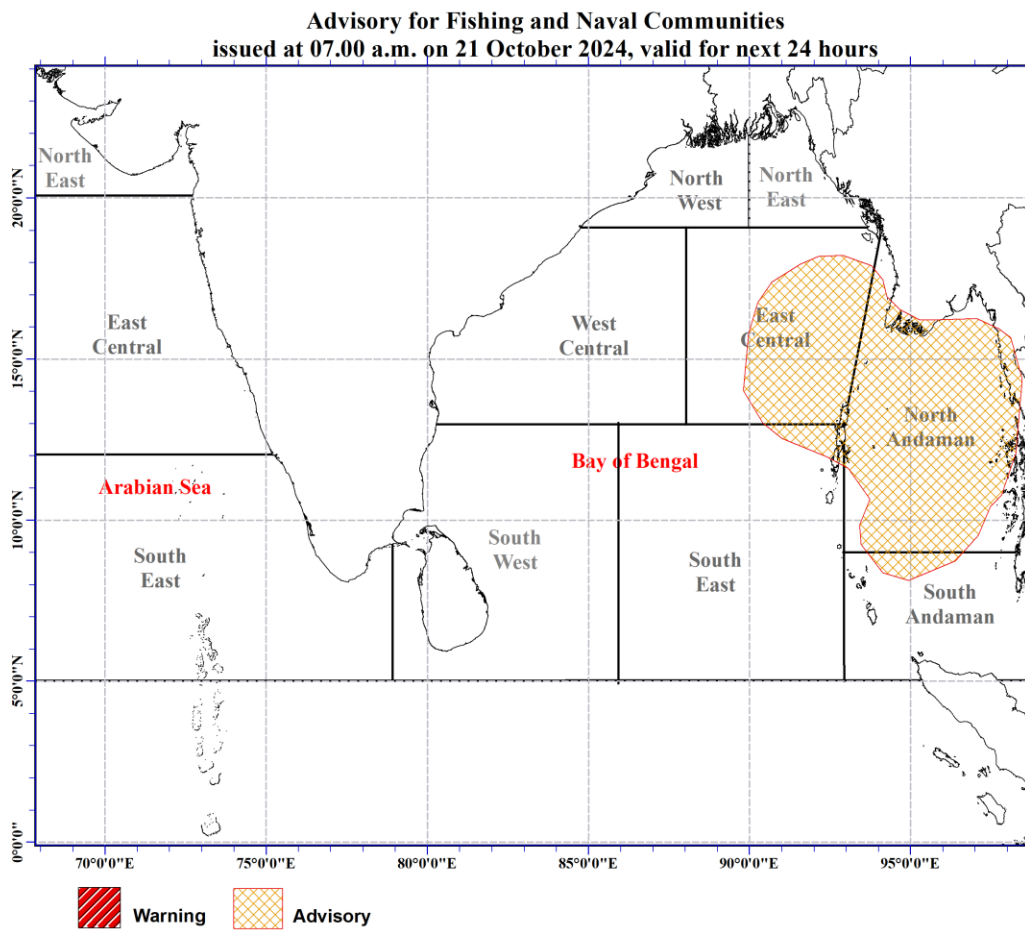 Advisory for Fishing and Naval Communities
issued at 07.00 a.m. on 21 October 2024, valid for next 24 hours
North
East
North
West
North
East
East
Central
West
Central
East
Central
North
Andaman
Bay of Bengal
Arabian Sea
South
East
South
West
South
East
South
Andaman
20°0'0"N
15°0'0"N
10°0'0"N
5°0'0"N
0°0'0"
70°0'0"E
75°0'0"E
80°0'0"E
85°0'0"E
90°0'0"E
95°0'0"E
Warning
Advisory